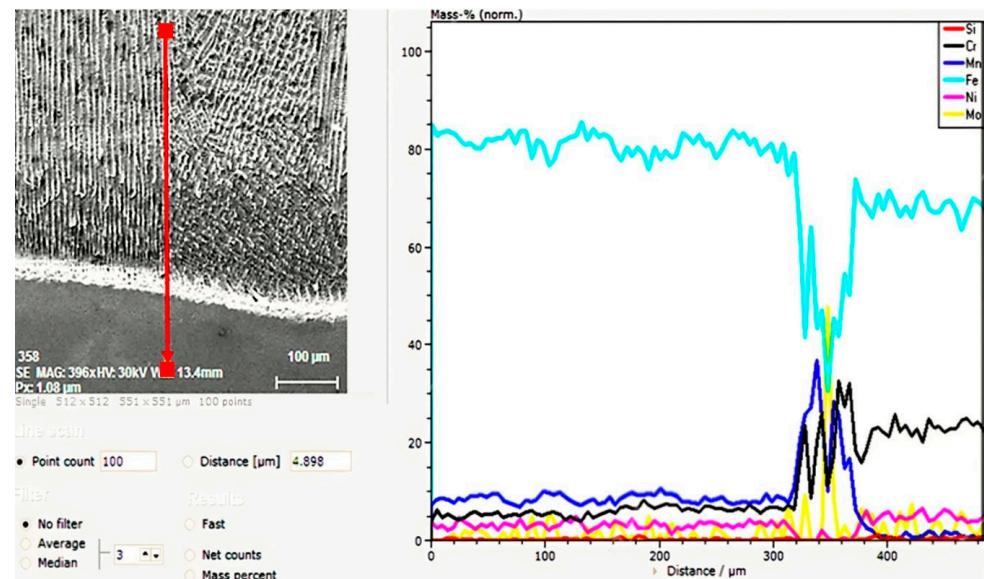 Mass-% (norm.)
100
80
60
40
20
0
0
100
200
300
400
Distance / µm
Si
Cr
Mn
Fe
Ni
Mo
358
100 µm
SE MAG: 396xHV: 30kV W 13.4mm
Px: 1.08 µm
Single 512 x 512 551 x 551 µm 100 points
Line scan
Point count 100 Distance [µm] 4.898
Filter
Results
No filter
Fast
Average
3
Median
Net counts
Mass percent